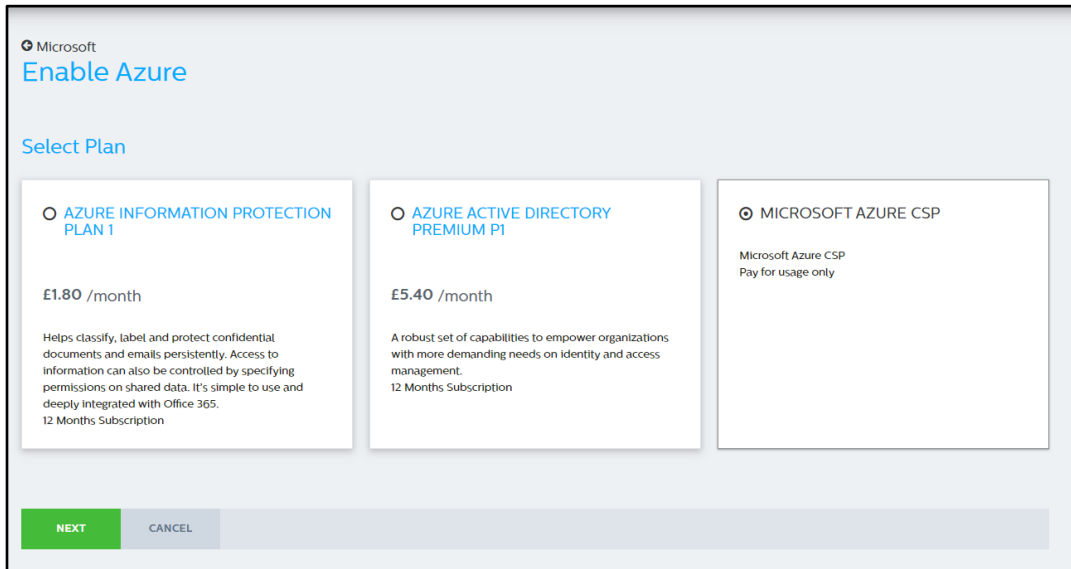 Microsoft
Enable Azure
Select Plan
AZURE INFORMATION PROTECTION
PLAN 1
£1.80 /month
Helps classify, label and protect confidential
documents and emails persistently. Access to
information can also be controlled by specifying
permissions on shared data. It's simple to use and
deeply integrated with Office 365.
12 Months Subscription
AZURE ACTIVE DIRECTORY
PREMIUM P1
£5.40 /month
A robust set of capabilities to empower organizations
with more demanding needs on identity and access
management.
12 Months Subscription
MICROSOFT AZURE CSP
Microsoft Azure CSP
Pay for usage only
NEXT
CANCEL